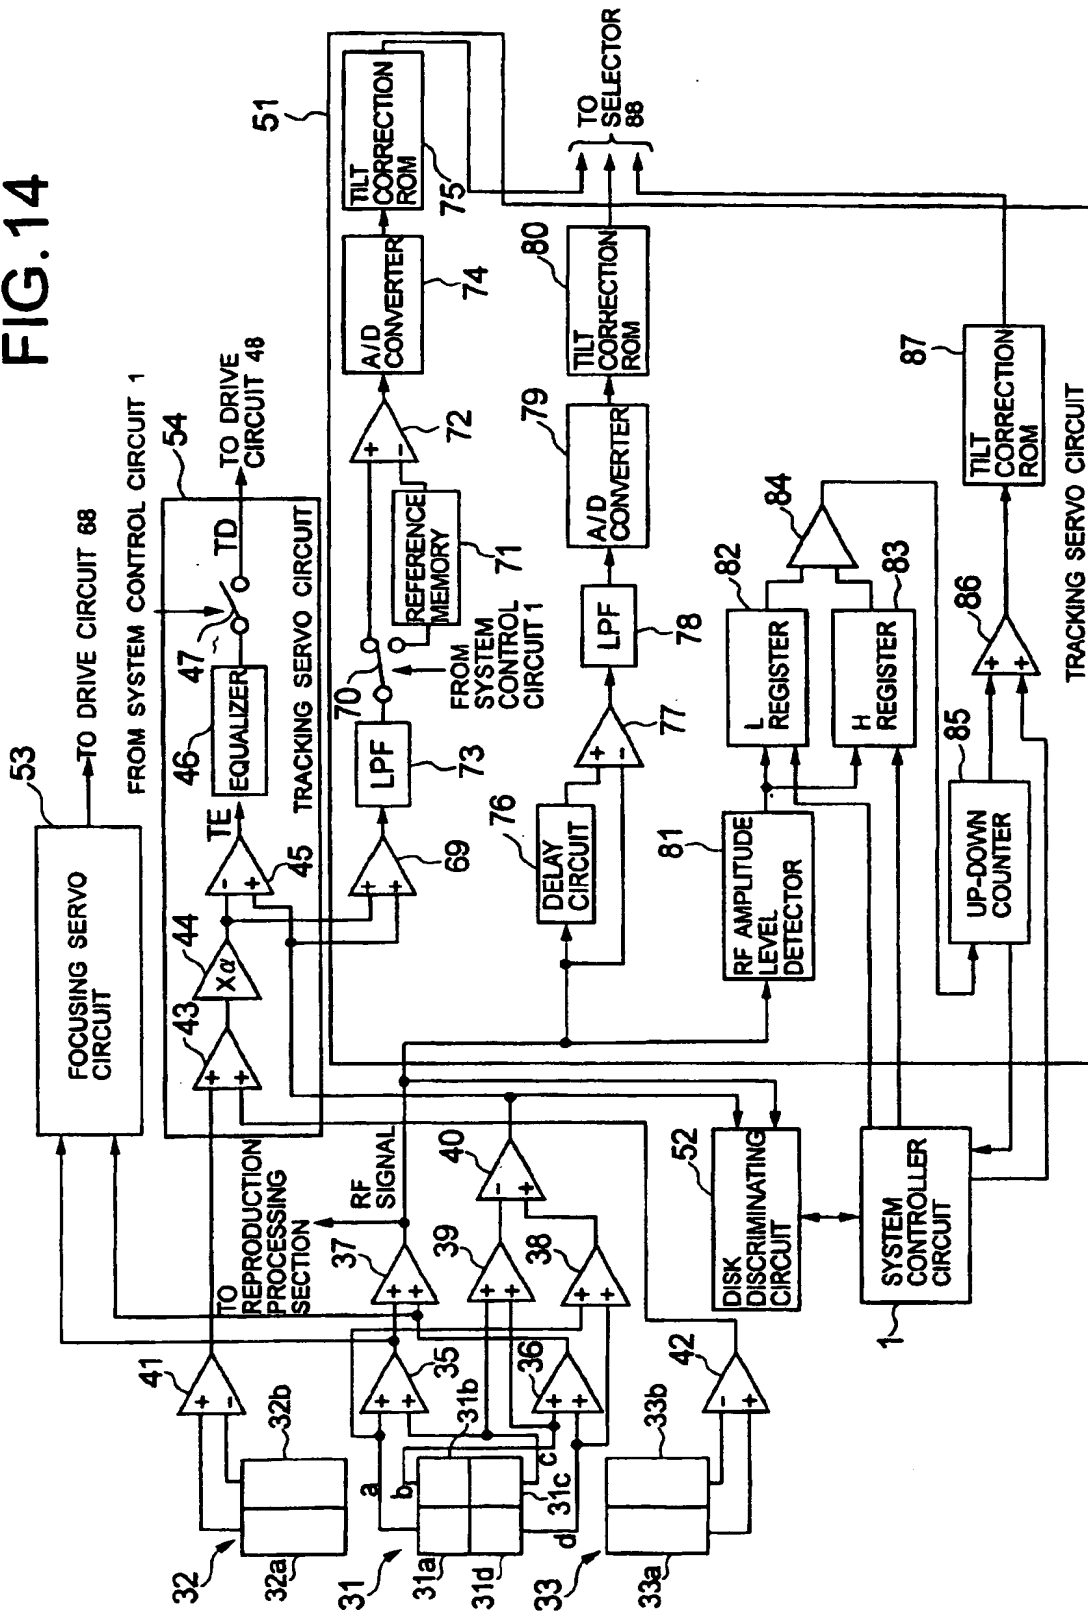 FIG.14
53
FOCUSING SERVO
CIRCUIT
TO DRIVE CIRCUIT 68
FROM SYSTEM CONTROL CIRCUIT 1
54
43
44
Xα
45
TE
46
EQUALIZER
47
TD
TO DRIVE
CIRCUIT 48
TRACKING SERVO CIRCUIT
51
69
LPF
73
70
FROM
SYSTEM
CONTROL
CIRCUIT 1
REFERENCE
MEMORY
71
72
A/D
CONVERTER
74
TILT
CORRECTION
ROM
75
TO
SELECTOR
88
76
DELAY
CIRCUIT
77
LPF
78
79
A/D
CONVERTER
80
TILT
CORRECTION
ROM
81
RF AMPLITUDE
LEVEL
DETECTOR
82
L
REGISTER
H
REGISTER
83
84
85
UP-DOWN
COUNTER
86
87
TILT
CORRECTION
ROM
TRACKING SERVO CIRCUIT
32
32a
32b
41
+
−
TO
REPRODUCTION
PROCESSING
SECTION
RF
SIGNAL
31
31a
31b
31c
31d
a
b
c
d
35
36
37
38
39
40
33
33a
33b
42
52
DISK
DISCRIMINATING
CIRCUIT
SYSTEM
CONTROLLER
CIRCUIT
1